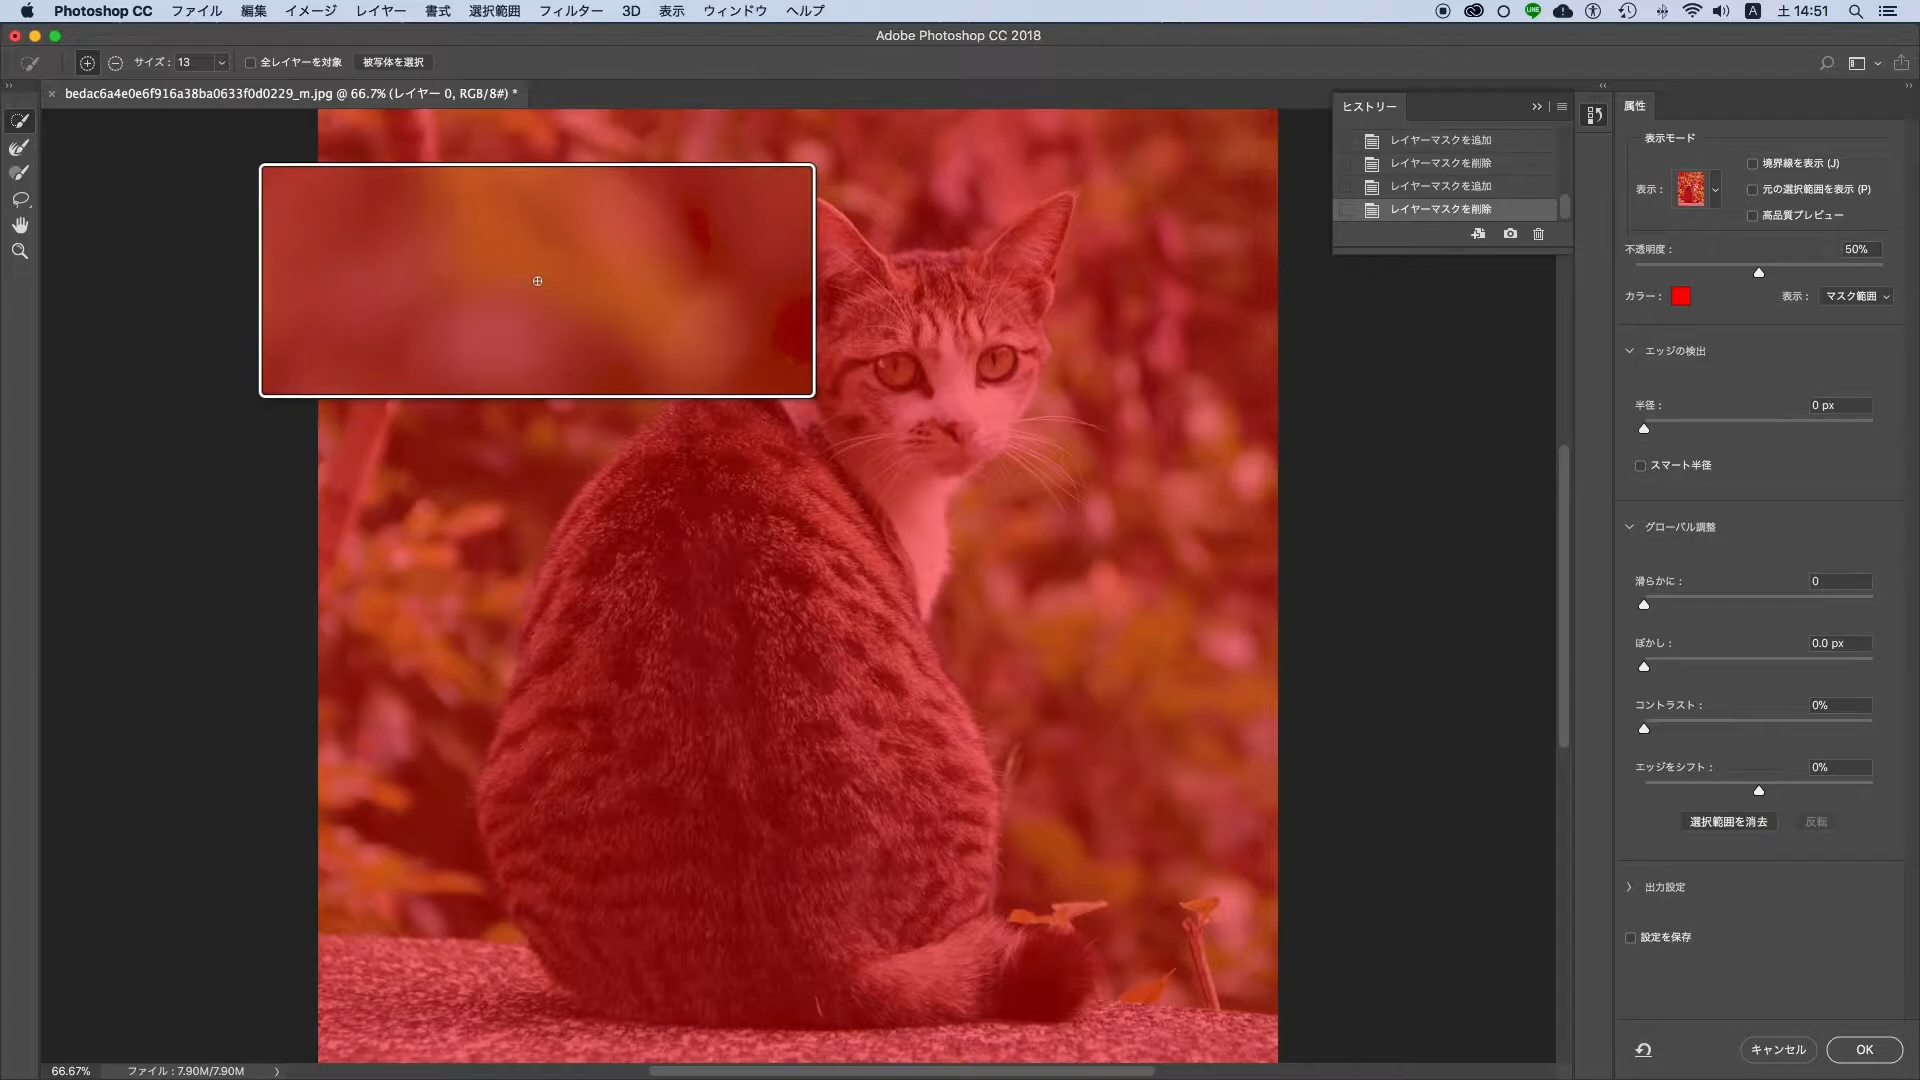 Photoshop CC ファイル 編集 イメージ レイヤー 書式 選択範囲 フィルター 3D 表示 ウィンドウ ヘルプ LINE A 土 14:51
Adobe Photoshop CC 2018
サイズ : 13 全レイヤーを対象 被写体を選択
× bedac6a4e0e6f916a38ba0633f0d0229_m.jpg @ 66.7% (レイヤー 0, RGB/8#) *
ヒストリー
レイヤーマスクを追加
レイヤーマスクを削除
レイヤーマスクを追加
レイヤーマスクを削除
属性
表示モード
表示 :
境界線を表示 (J)
元の選択範囲を表示 (P)
高品質プレビュー
不透明度 : 50%
カラー : 表示 : マスク範囲
エッジの検出
半径 : 0 px
スマート半径
グローバル調整
滑らかに : 0
ぼかし : 0.0 px
コントラスト : 0%
エッジをシフト : 0%
選択範囲を消去 反転
出力設定
設定を保存
キャンセル OK
66.67% ファイル : 7.90M/7.90M